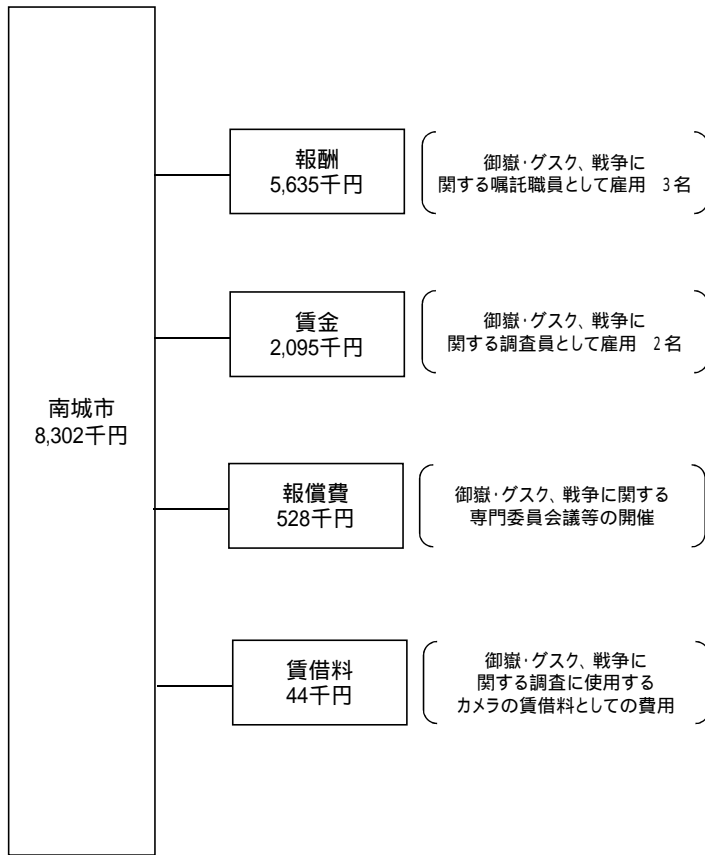 報酬
5,635千円
御嶽・グスク、戦争に
関する嘱託職員として雇用　3名
賃金
2,095千円
御嶽・グスク、戦争に
関する調査員として雇用　2名
南城市
8,302千円
報償費
528千円
御嶽・グスク、戦争に関する
専門委員会議等の開催
賃借料
44千円
御嶽・グスク、戦争に
関する調査に使用する
カメラの賃借料としての費用